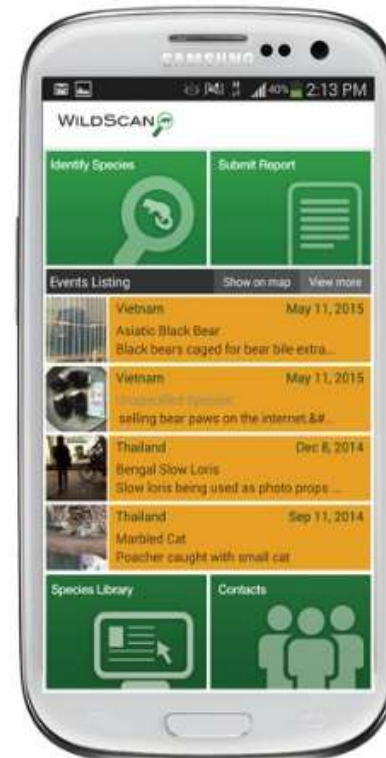 SAMSUNG
40% 2:13 PM
WILDSCAN
Identify Species
Submit Report
Events Listing Show on map View more
Vietnam May 11, 2015
Asiatic Black Bear
Black bears caged for bear bile extra...
Vietnam May 11, 2015
Unspecified Species
selling bear paws on the internet.&#...
Thailand Dec 8, 2014
Bengal Slow Loris
Slow loris being used as photo props ...
Thailand Sep 11, 2014
Marbled Cat
Poacher caught with small cat
Species Library
Contacts